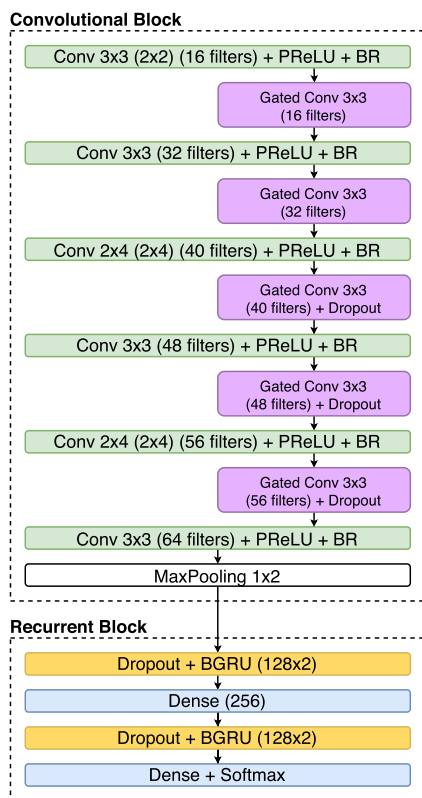 Convolutional Block
Conv 3x3 (2x2) (16 filters) + PReLU + BR
Gated Conv 3x3
(16 filters)
Conv 3x3 (32 filters) + PReLU + BR
Gated Conv 3x3
(32 filters)
Conv 2x4 (2x4) (40 filters) + PReLU + BR
Gated Conv 3x3
(40 filters) + Dropout
Conv 3x3 (48 filters) + PReLU + BR
Gated Conv 3x3
(48 filters) + Dropout
Conv 2x4 (2x4) (56 filters) + PReLU + BR
Gated Conv 3x3
(56 filters) + Dropout
Conv 3x3 (64 filters) + PReLU + BR
MaxPooling 1x2
Recurrent Block
Dropout + BGRU (128x2)
Dense (256)
Dropout + BGRU (128x2)
Dense + Softmax